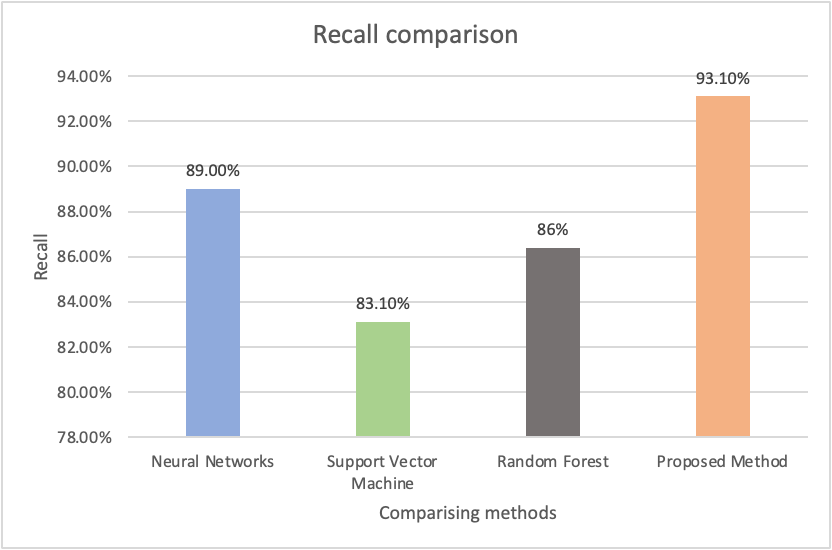 Recall comparison
94.00%
92.00%
90.00%
88.00%
86.00%
84.00%
82.00%
80.00%
78.00%
Recall
89.00%
83.10%
86%
93.10%
Neural Networks
Support Vector
Machine
Random Forest
Proposed Method
Comparising methods